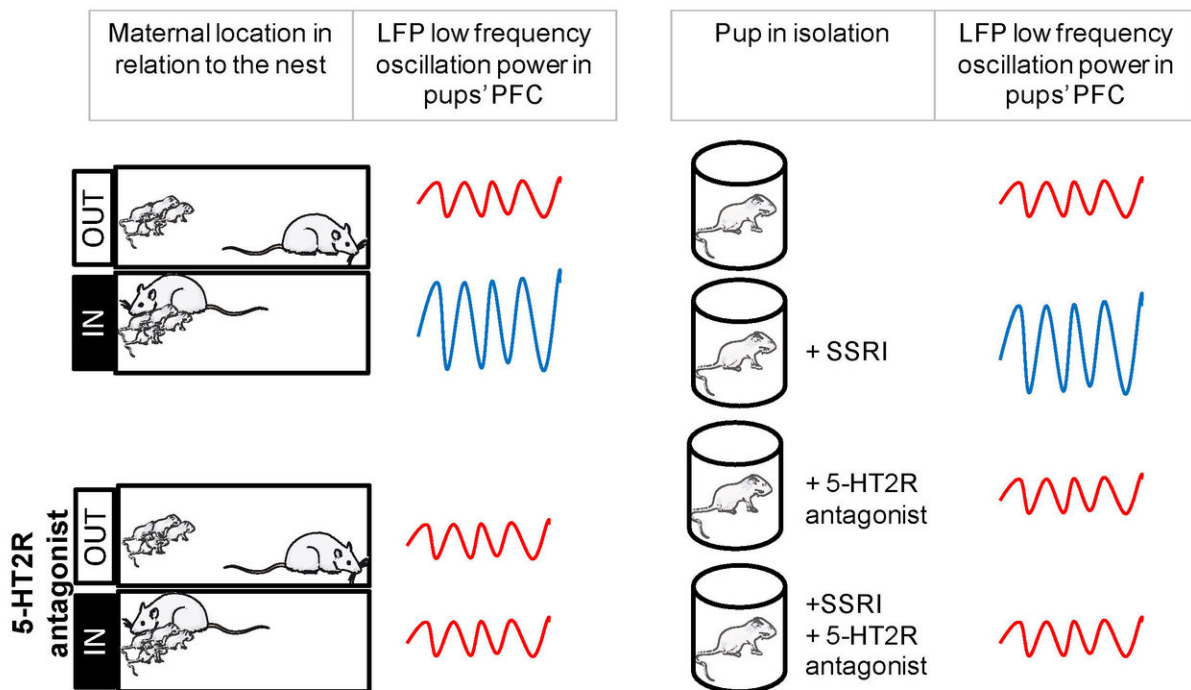 Maternal location in
relation to the nest
LFP low frequency
oscillation power in
pups' PFC
OUT
IN
5-HT2R
antagonist
OUT
IN
Pup in isolation
LFP low frequency
oscillation power in
pups' PFC
+ SSRI
+ 5-HT2R
antagonist
+SSRI
+ 5-HT2R
antagonist